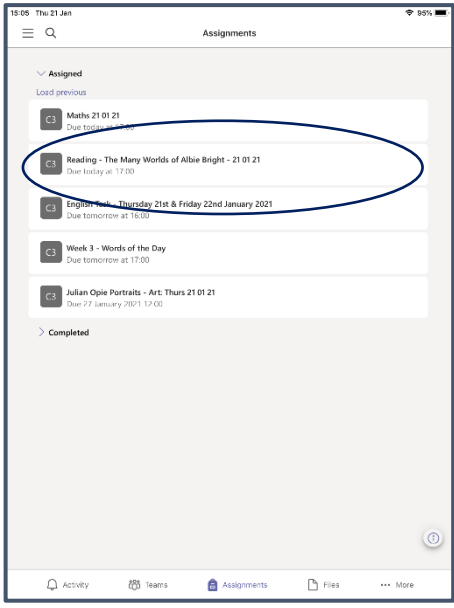 15:05 Thu 21 Jan 95%
Assignments
Assigned
Load previous
C3
Maths 21 01 21
Due today at 17:00
C3
Reading - The Many Worlds of Albie Bright - 21 01 21
Due today at 17:00
C3
English Task - Thursday 21st & Friday 22nd January 2021
Due tomorrow at 16:00
C3
Week 3 - Words of the Day
Due tomorrow at 17:00
C3
Julian Opie Portraits - Art: Thurs 21 01 21
Due 27 January 2021 12:00
Completed
Activity Teams Assignments Files More